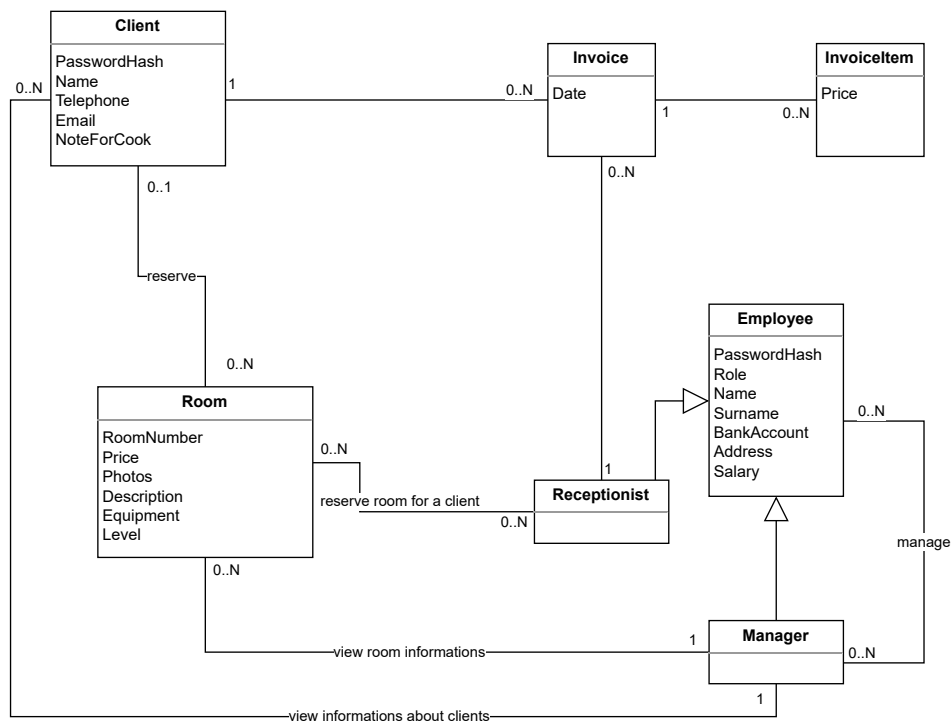 Client
PasswordHash
Name
Telephone
Email
NoteForCook
0..N
1
0..N
Invoice
Date
1
0..N
InvoiceItem
Price
0..1
0..N
reserve
0..N
Room
RoomNumber
Price
Photos
Description
Equipment
Level
0..N
reserve room for a client
0..N
1
Receptionist
Employee
PasswordHash
Role
Name
Surname
BankAccount
Address
Salary
0..N
manage
0..N
0..N
view room informations
1
Manager
1
view informations about clients